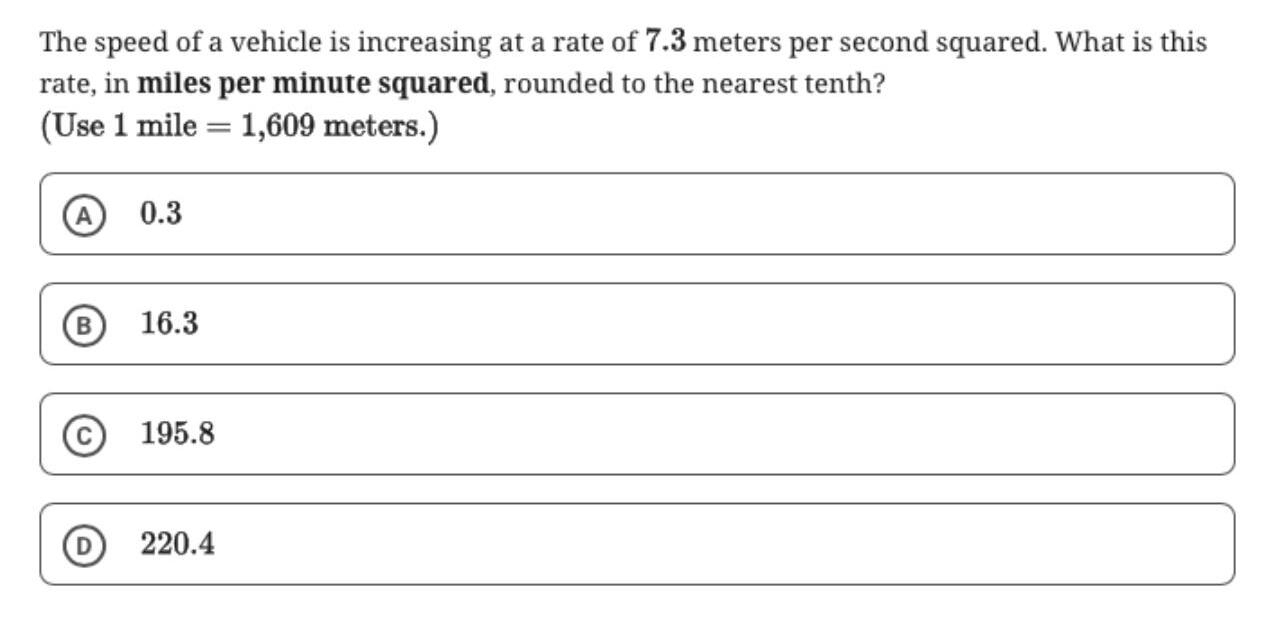 The speed of a vehicle is increasing at a rate of 7.3 meters per second squared. What is this
rate, in miles per minute squared, rounded to the nearest tenth?
(Use 1 mile = 1,609 meters.)
A 0.3
B 16.3
C 195.8
D 220.4